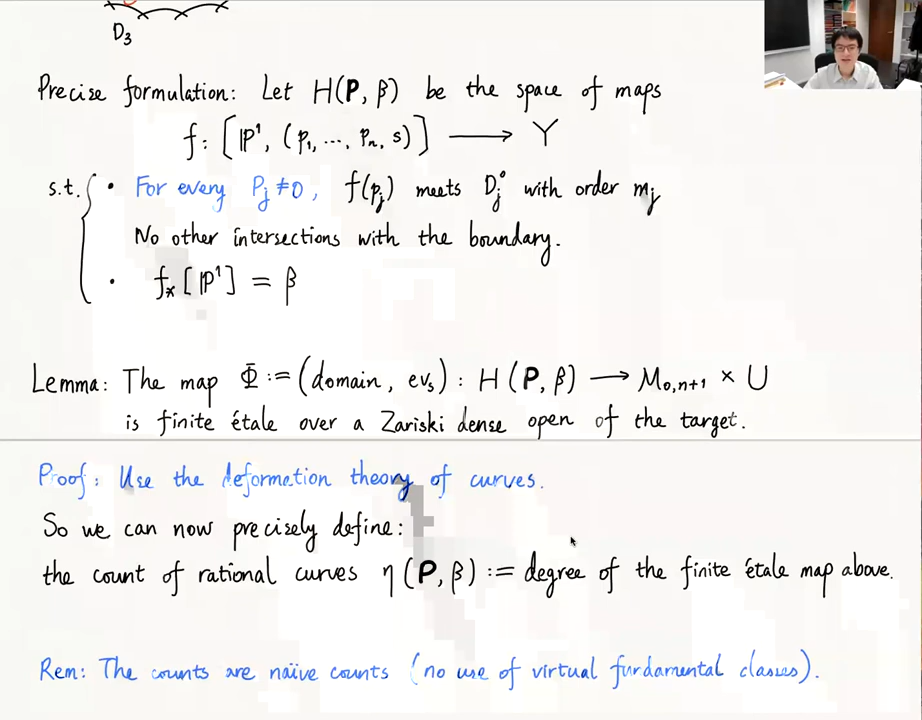 D₃
Precise formulation: Let H(𝐏, β) be the space of maps
f: [ℙ¹, (p₁, ..., pₙ, s)] ⟶ Y
s.t. { • For every Pⱼ ≠ 0, f(pⱼ) meets Dⱼ° with order mⱼ
No other intersections with the boundary.
• f_*[ℙ¹] = β
Lemma: The map Φ := (domain, evₛ) : H(𝐏, β) ⟶ M₀,ₙ₊₁ × U
is finite étale over a Zariski dense open of the target.
Proof: Use the deformation theory of curves.
So we can now precisely define:
the count of rational curves η(𝐏, β) := degree of the finite étale map above.
Rem: The counts are naïve counts (no use of virtual fundamental classes).